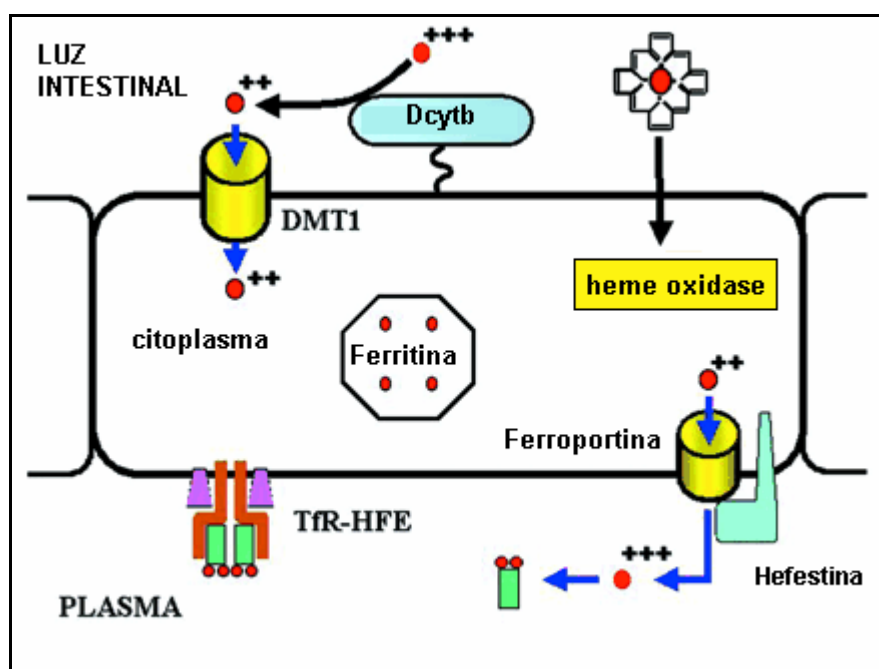 LUZ
INTESTINAL
++
+++
Dcytb
DMT1
++
heme oxidase
citoplasma
Ferritina
++
Ferroportina
TfR-HFE
+++
Hefestina
PLASMA